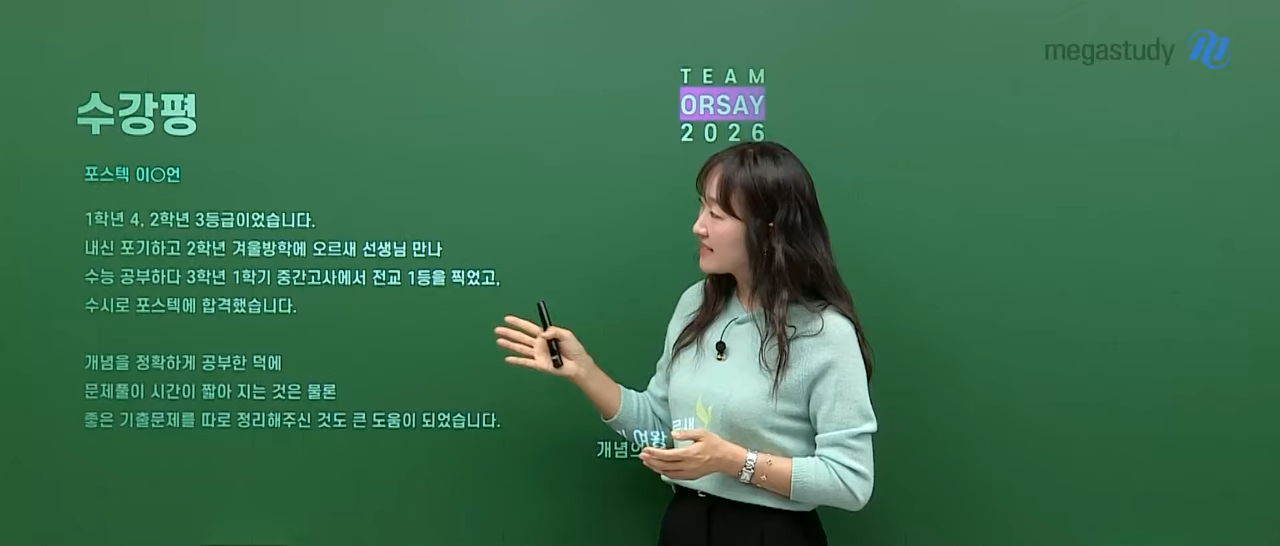 megastudy
TEAM
ORSAY
2026
수강평
포스텍 이○언
1학년 4, 2학년 3등급이었습니다.
내신 포기하고 2학년 겨울방학에 오르새 선생님 만나
수능 공부하다 3학년 1학기 중간고사에서 전교 1등을 찍었고,
수시로 포스텍에 합격했습니다.
개념을 정확하게 공부한 덕에
문제풀이 시간이 짧아 지는 것은 물론
좋은 기출문제를 따로 정리해주신 것도 큰 도움이 되었습니다.
개념의 여왕 르새